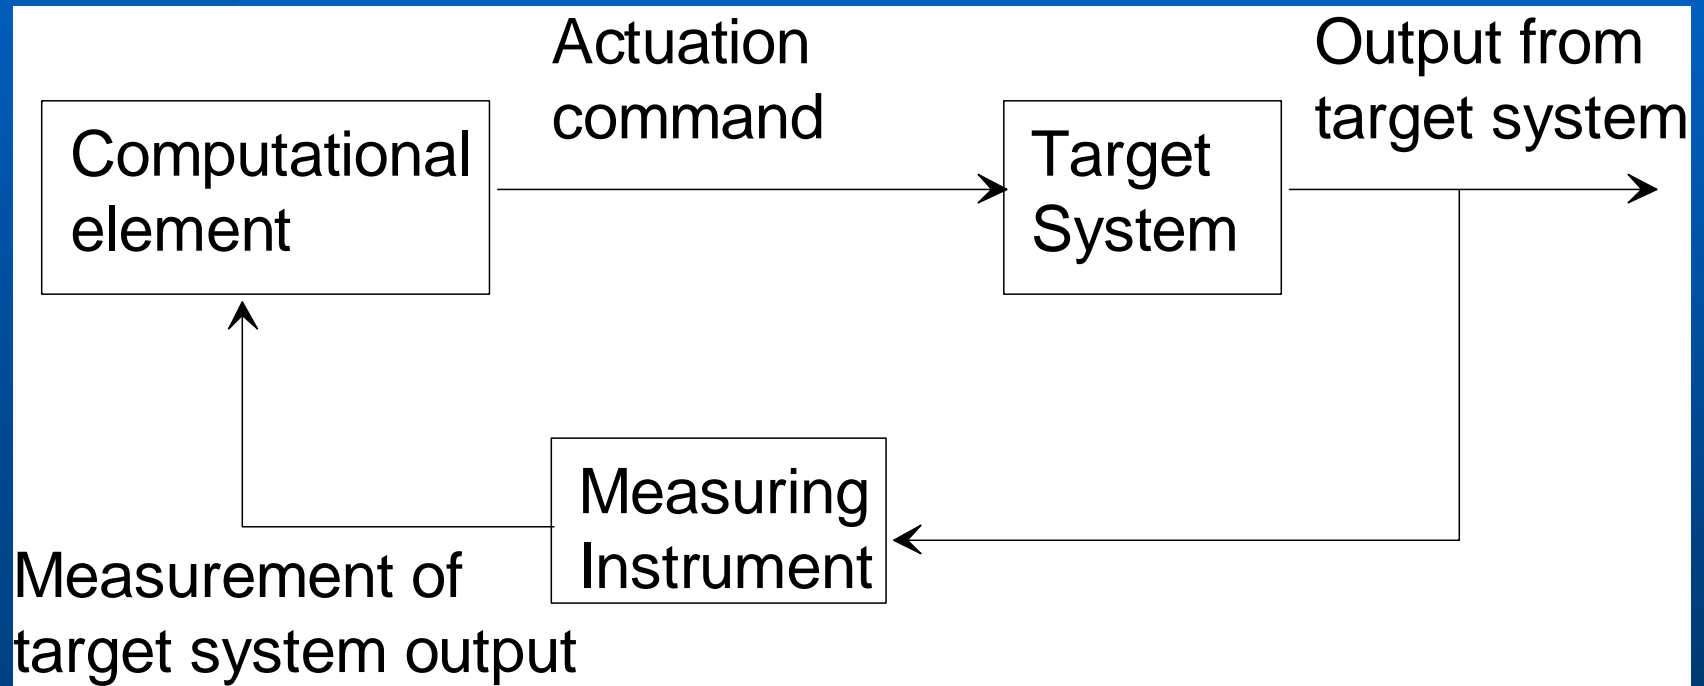 Actuation
command
Output from
target system
Computational
element
Target
System
Measuring
Instrument
Measurement of
target system output